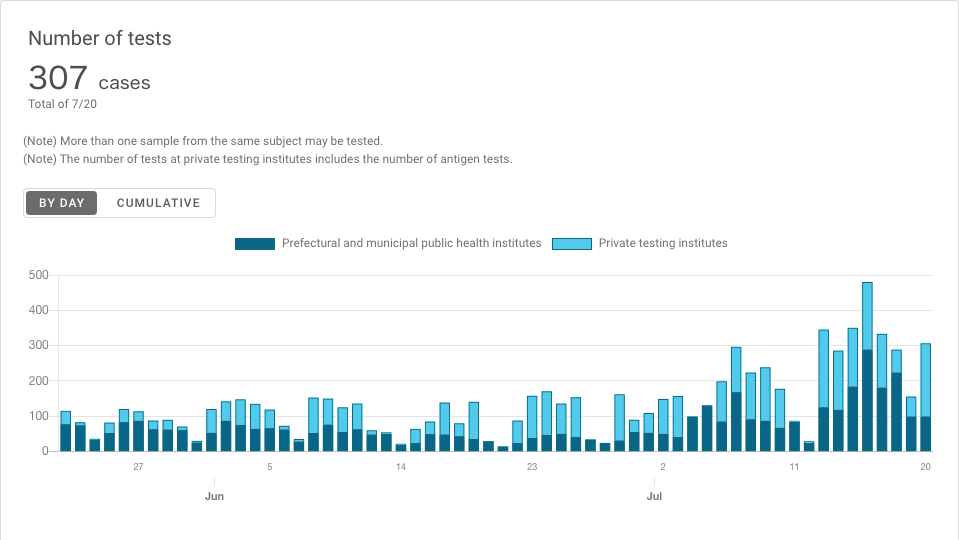 Number of tests
307 cases
Total of 7/20
(Note) More than one sample from the same subject may be tested.
(Note) The number of tests at private testing institutes includes the number of antigen tests.
BY DAY CUMULATIVE
Prefectural and municipal public health institutes Private testing institutes
500
400
300
200
100
0
27 5 14 23 2 11 20
Jun Jul